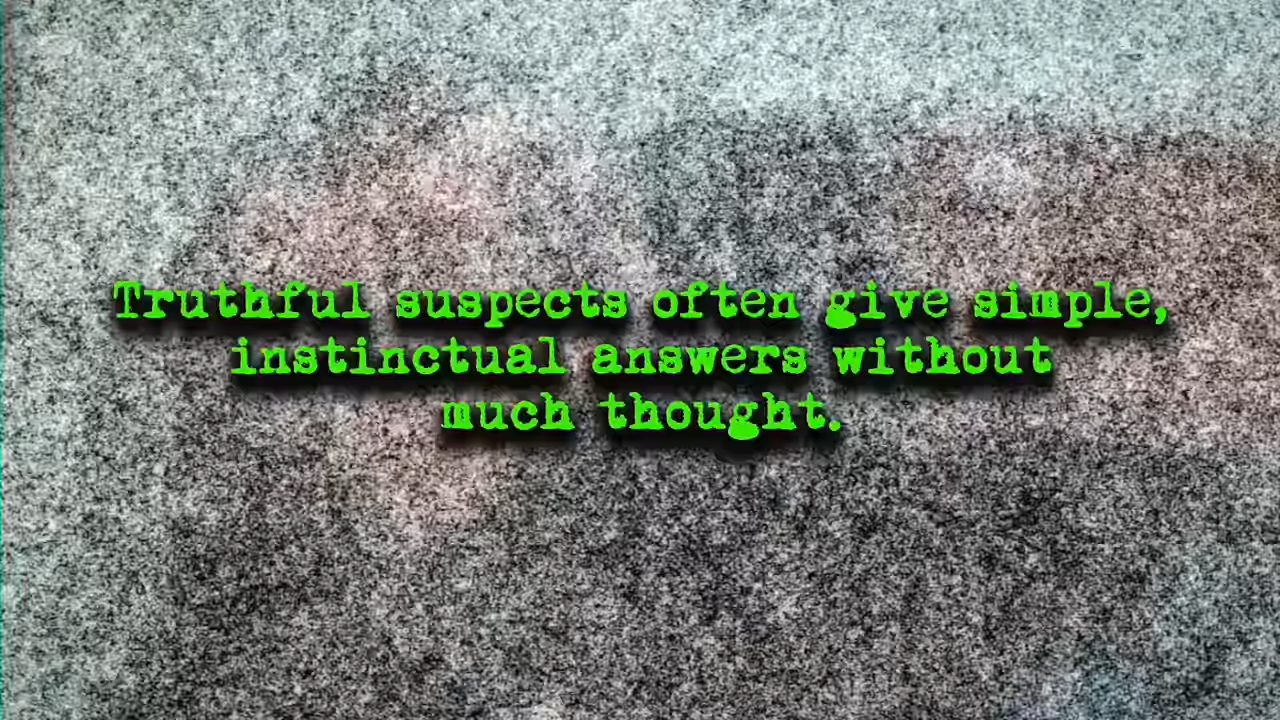 Truthful suspects often give simple,
instinctual answers without
much thought.